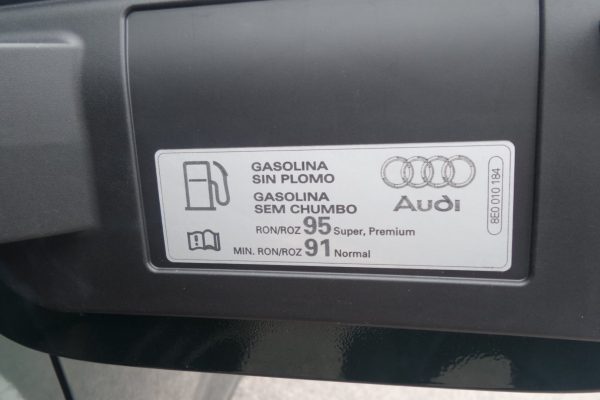 GASOLINA
SIN PLOMO
GASOLINA
SEM CHUMBO
RON/ROZ 95 Super, Premium
MIN. RON/ROZ 91 Normal
Audi
8E0 010 184